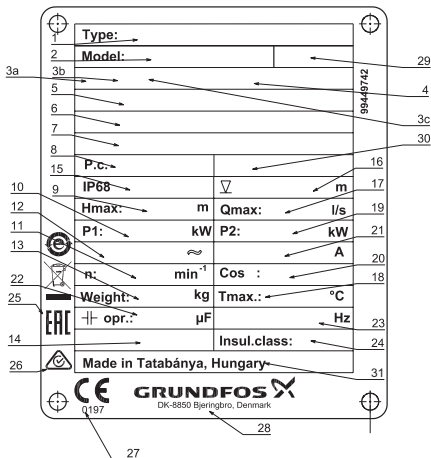 1 Type:
2 Model: 29
3a 3b 3c 4
99449742
5
6
7
8 P.c. 30
15 IP68 m 16
9 Hmax: m Qmax: l/s 17
10 P1: kW P2: kW 19
12 ~ A 21
11 n: min-1 Cos : 20
13 Weight: kg Tmax.: °C 18
22 opr.: µF Hz 23
25 EAC
14 Insul.class: 24
26 Made in Tatabánya, Hungary 31
CE GRUNDFOS X
0197 DK-8850 Bjeringbro, Denmark
28
27